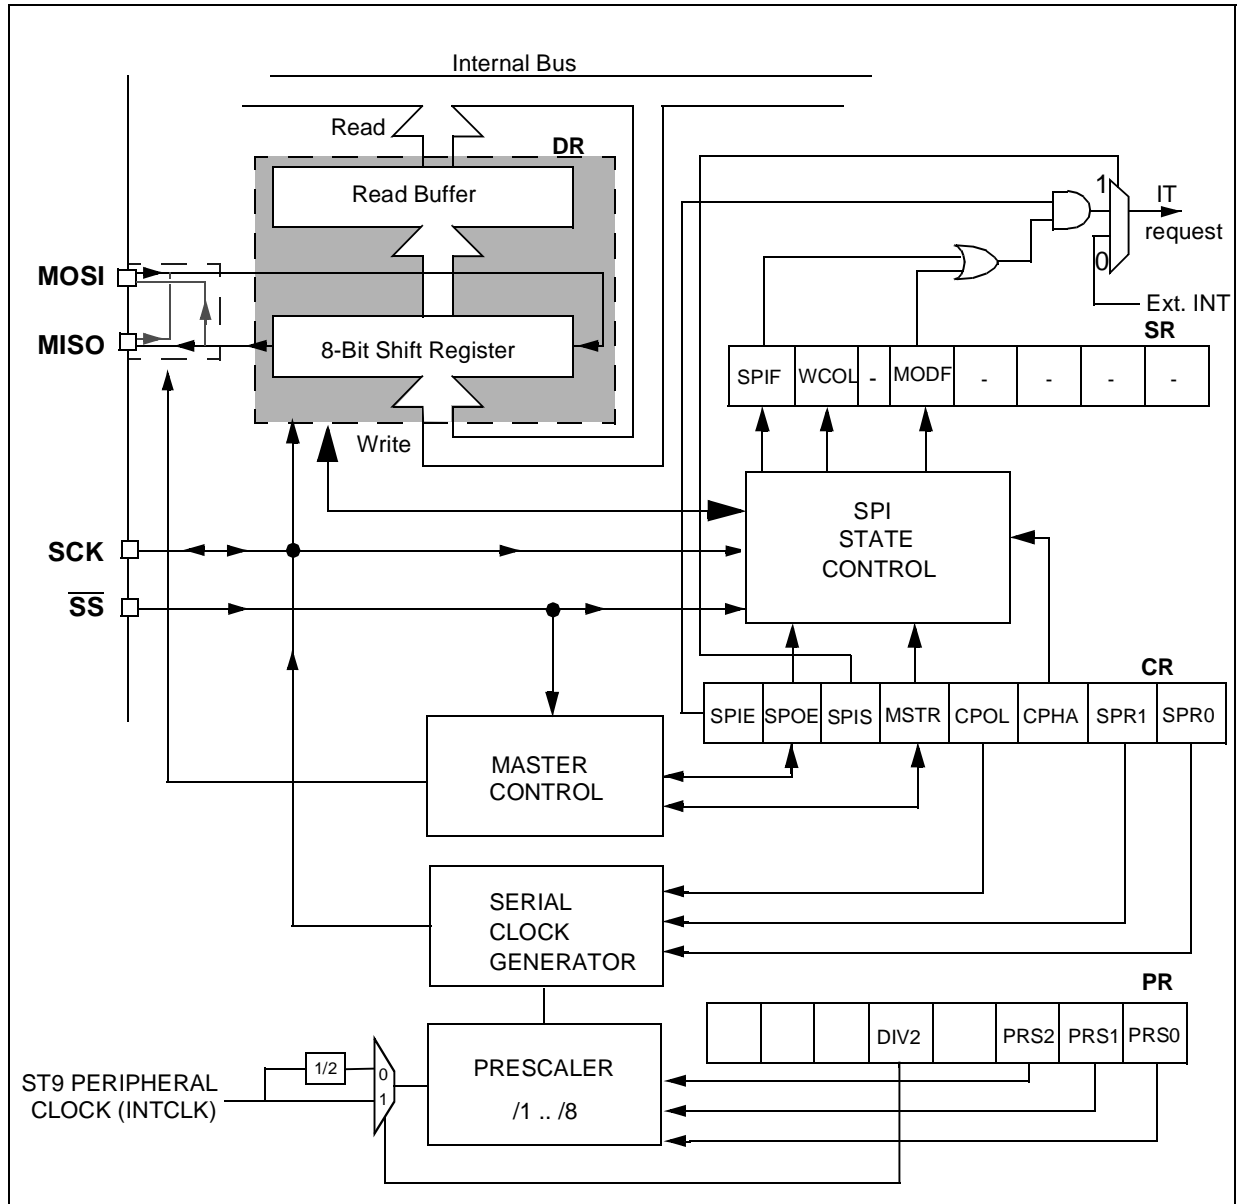 Internal Bus
Read
DR
Read Buffer
1
IT
request
0
MOSI
Ext. INT
MISO
8-Bit Shift Register
SR
SPIF WCOL - MODF - - - -
Write
SPI
STATE
CONTROL
SCK
SS
CR
SPIE SPOE SPIS MSTR CPOL CPHA SPR1 SPR0
MASTER
CONTROL
SERIAL
CLOCK
GENERATOR
PR
DIV2 PRS2 PRS1 PRS0
1/2
0
1
ST9 PERIPHERAL
CLOCK (INTCLK)
PRESCALER
/1 .. /8